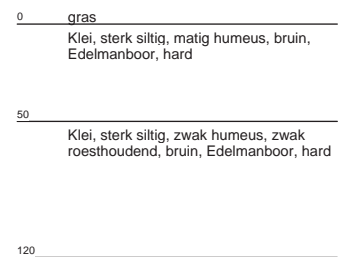 0 gras
Klei, sterk siltig, matig humeus, bruin,
Edelmanboor, hard
50
Klei, sterk siltig, zwak humeus, zwak
roesthoudend, bruin, Edelmanboor, hard
120